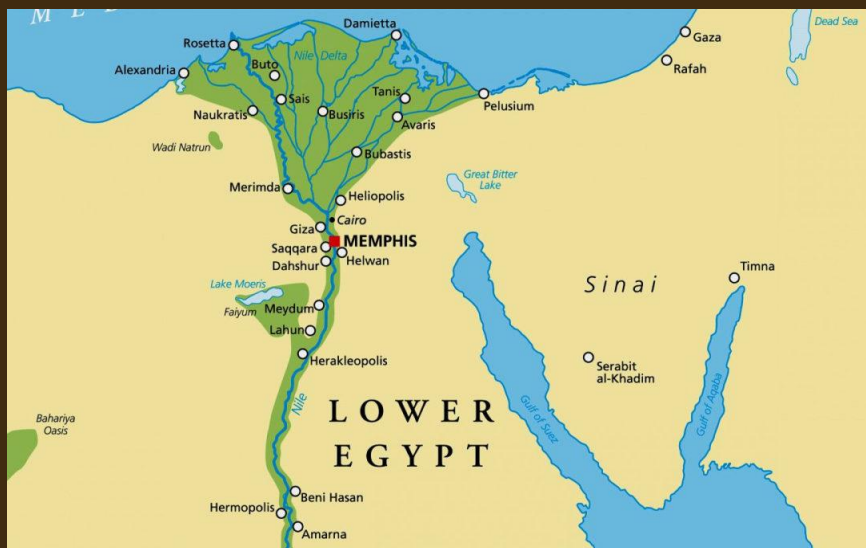 M E D
Damietta
Dead Sea
Rosetta
Gaza
Nile Delta
Buto
Alexandria
Rafah
Tanis
Sais
Pelusium
Naukratis
Busiris
Avaris
Wadi Natrun
Bubastis
Great Bitter
Lake
Merimda
Heliopolis
Cairo
Giza
MEMPHIS
Saqqara
Helwan
Dahshur
Timna
Sinai
Lake Moeris
Faiyum
Meydum
Lahun
Herakleopolis
Serabit
al-Khadim
Nile
LOWER
EGYPT
Gulf of Suez
Gulf of Aqaba
Bahariya
Oasis
Beni Hasan
Hermopolis
Amarna